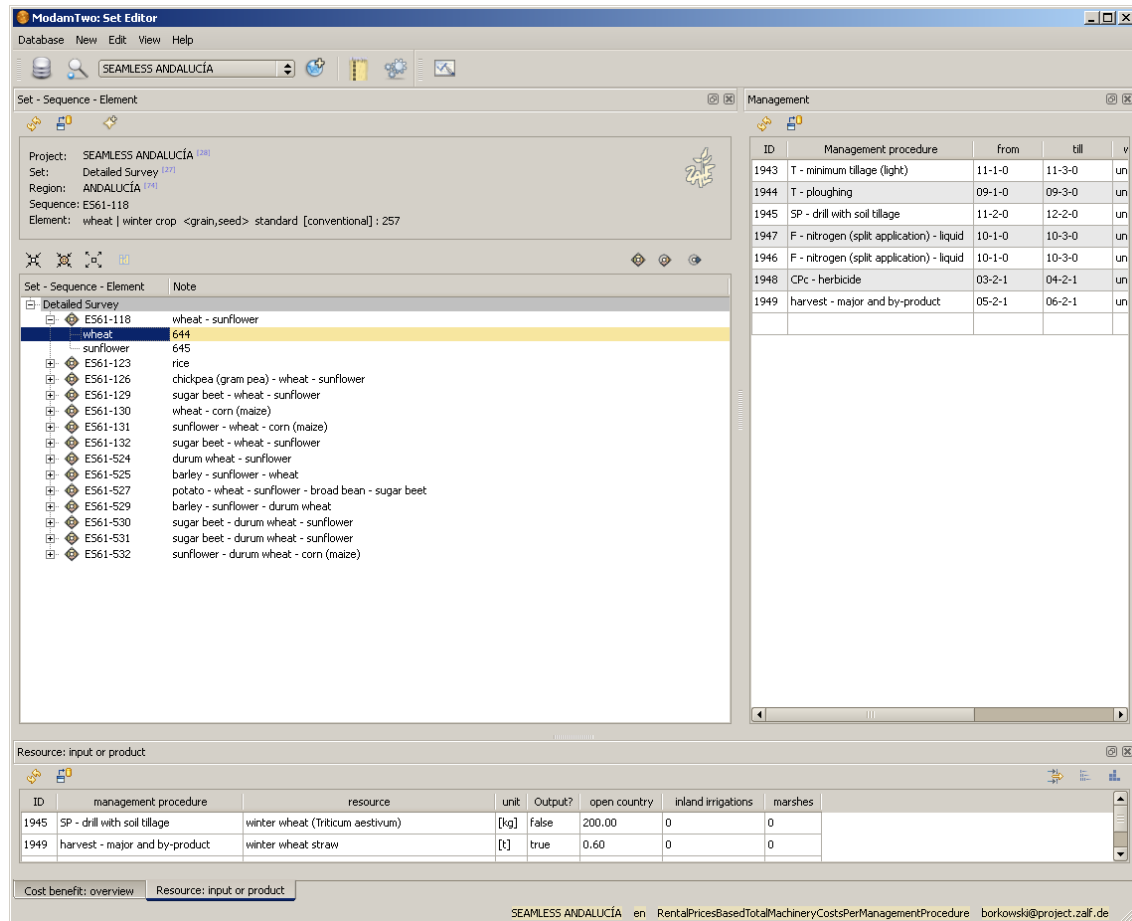 ModamTwo: Set Editor
Database New Edit View Help
SEAMLESS ANDALUCÍA
Set - Sequence - Element
Project: SEAMLESS ANDALUCÍA [28]
Set: Detailed Survey [27]
Region: ANDALUCÍA [74]
Sequence: ES61-118
Element: wheat | winter crop <grain,seed> standard [conventional] : 257
Set - Sequence - Element Note
Detailed Survey
ES61-118 wheat - sunflower
wheat 644
sunflower 645
ES61-123 rice
ES61-126 chickpea (gram pea) - wheat - sunflower
ES61-129 sugar beet - wheat - sunflower
ES61-130 wheat - corn (maize)
ES61-131 sunflower - wheat - corn (maize)
ES61-132 sugar beet - wheat - sunflower
ES61-524 durum wheat - sunflower
ES61-525 barley - sunflower - wheat
ES61-527 potato - wheat - sunflower - broad bean - sugar beet
ES61-529 barley - sunflower - durum wheat
ES61-530 sugar beet - durum wheat - sunflower
ES61-531 sugar beet - durum wheat - sunflower
ES61-532 sunflower - durum wheat - corn (maize)
Management
ID Management procedure from till v
1943 T - minimum tillage (light) 11-1-0 11-3-0 un
1944 T - ploughing 09-1-0 09-3-0 un
1945 SP - drill with soil tillage 11-2-0 12-2-0 un
1947 F - nitrogen (split application) - liquid 10-1-0 10-3-0 un
1946 F - nitrogen (split application) - liquid 10-1-0 10-3-0 un
1948 CPc - herbicide 03-2-1 04-2-1 un
1949 harvest - major and by-product 05-2-1 06-2-1 un
Resource: input or product
ID management procedure resource unit Output? open country inland irrigations marshes
1945 SP - drill with soil tillage winter wheat (Triticum aestivum) [kg] false 200.00 0 0
1949 harvest - major and by-product winter wheat straw [t] true 0.60 0 0
Cost benefit: overview Resource: input or product
SEAMLESS ANDALUCÍA en RentalPricesBasedTotalMachineryCostsPerManagementProcedure borkowski@project.zalf.de